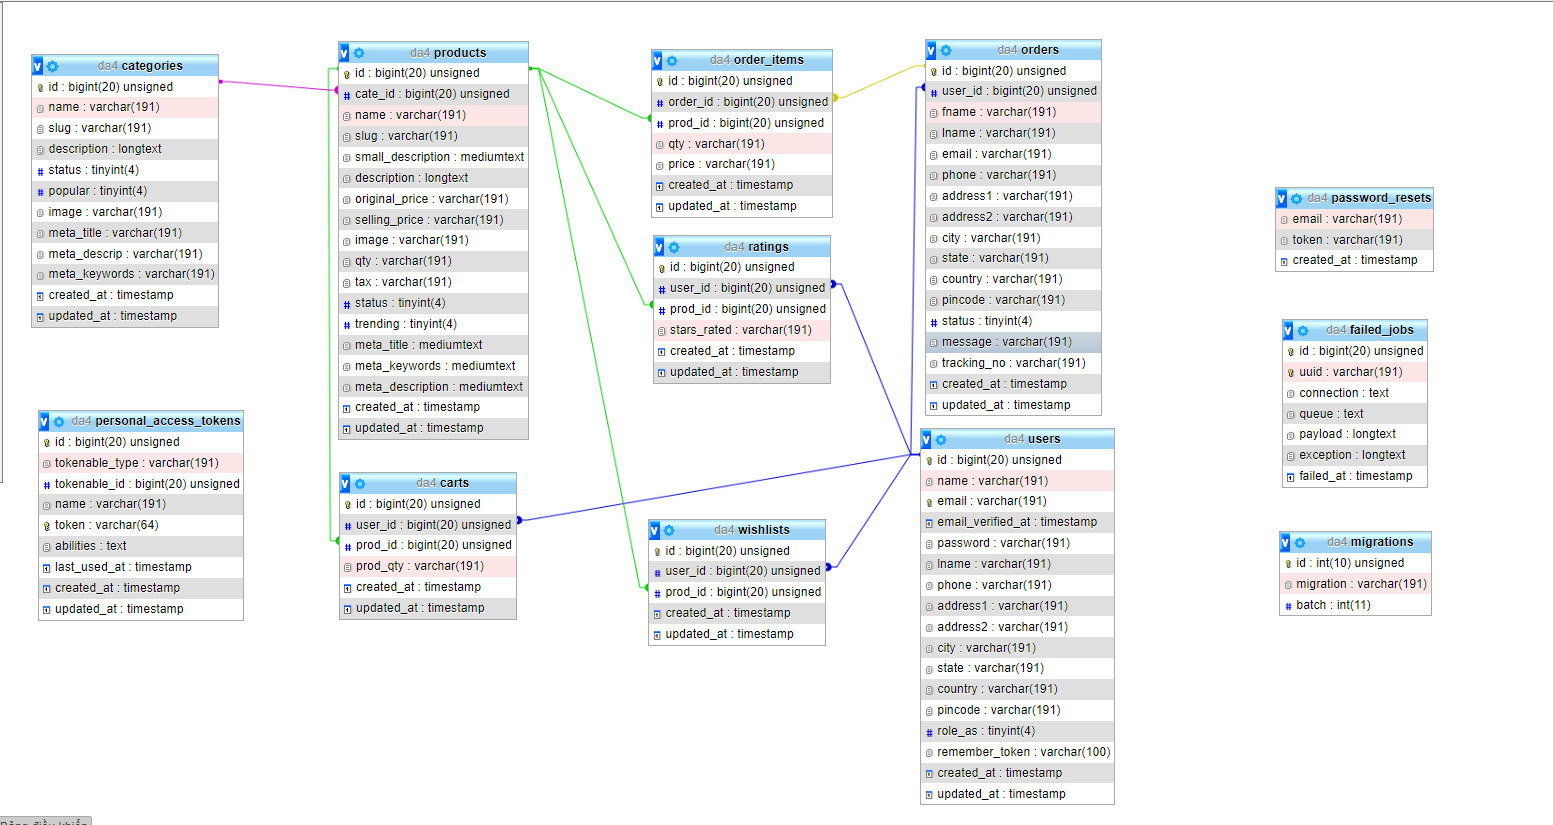 da4 categories
id : bigint(20) unsigned
name : varchar(191)
slug : varchar(191)
description : longtext
status : tinyint(4)
popular : tinyint(4)
image : varchar(191)
meta_title : varchar(191)
meta_descrip : varchar(191)
meta_keywords : varchar(191)
created_at : timestamp
updated_at : timestamp
da4 personal_access_tokens
id : bigint(20) unsigned
tokenable_type : varchar(191)
tokenable_id : bigint(20) unsigned
name : varchar(191)
token : varchar(64)
abilities : text
last_used_at : timestamp
created_at : timestamp
updated_at : timestamp
da4 products
id : bigint(20) unsigned
cate_id : bigint(20) unsigned
name : varchar(191)
slug : varchar(191)
small_description : mediumtext
description : longtext
original_price : varchar(191)
selling_price : varchar(191)
image : varchar(191)
qty : varchar(191)
tax : varchar(191)
status : tinyint(4)
trending : tinyint(4)
meta_title : mediumtext
meta_keywords : mediumtext
meta_description : mediumtext
created_at : timestamp
updated_at : timestamp
da4 carts
id : bigint(20) unsigned
user_id : bigint(20) unsigned
prod_id : bigint(20) unsigned
prod_qty : varchar(191)
created_at : timestamp
updated_at : timestamp
da4 order_items
id : bigint(20) unsigned
order_id : bigint(20) unsigned
prod_id : bigint(20) unsigned
qty : varchar(191)
price : varchar(191)
created_at : timestamp
updated_at : timestamp
da4 ratings
id : bigint(20) unsigned
user_id : bigint(20) unsigned
prod_id : bigint(20) unsigned
stars_rated : varchar(191)
created_at : timestamp
updated_at : timestamp
da4 wishlists
id : bigint(20) unsigned
user_id : bigint(20) unsigned
prod_id : bigint(20) unsigned
created_at : timestamp
updated_at : timestamp
da4 orders
id : bigint(20) unsigned
user_id : bigint(20) unsigned
fname : varchar(191)
lname : varchar(191)
email : varchar(191)
phone : varchar(191)
address1 : varchar(191)
address2 : varchar(191)
city : varchar(191)
state : varchar(191)
country : varchar(191)
pincode : varchar(191)
status : tinyint(4)
message : varchar(191)
tracking_no : varchar(191)
created_at : timestamp
updated_at : timestamp
da4 users
id : bigint(20) unsigned
name : varchar(191)
email : varchar(191)
email_verified_at : timestamp
password : varchar(191)
lname : varchar(191)
phone : varchar(191)
address1 : varchar(191)
address2 : varchar(191)
city : varchar(191)
state : varchar(191)
country : varchar(191)
pincode : varchar(191)
role_as : tinyint(4)
remember_token : varchar(100)
created_at : timestamp
updated_at : timestamp
da4 password_resets
email : varchar(191)
token : varchar(191)
created_at : timestamp
da4 failed_jobs
id : bigint(20) unsigned
uuid : varchar(191)
connection : text
queue : text
payload : longtext
exception : longtext
failed_at : timestamp
da4 migrations
id : int(10) unsigned
migration : varchar(191)
batch : int(11)
Bảng điều khiển